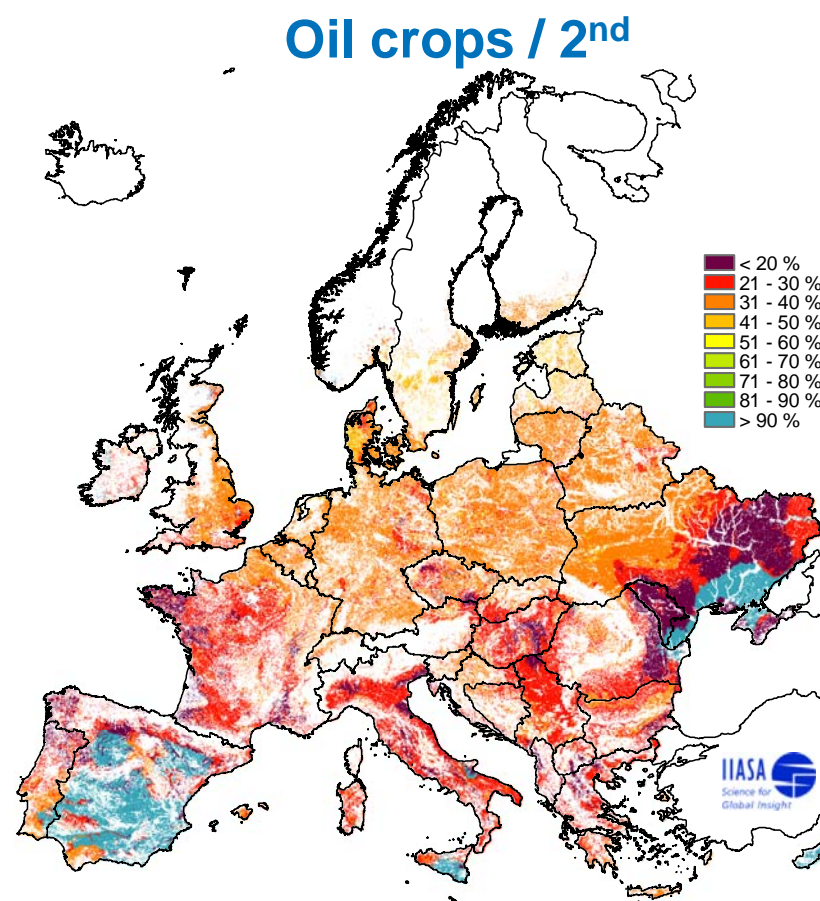 Oil crops / 2nd
< 20 %
21 - 30 %
31 - 40 %
41 - 50 %
51 - 60 %
61 - 70 %
71 - 80 %
81 - 90 %
> 90 %
IIASA
Science for
Global Insight